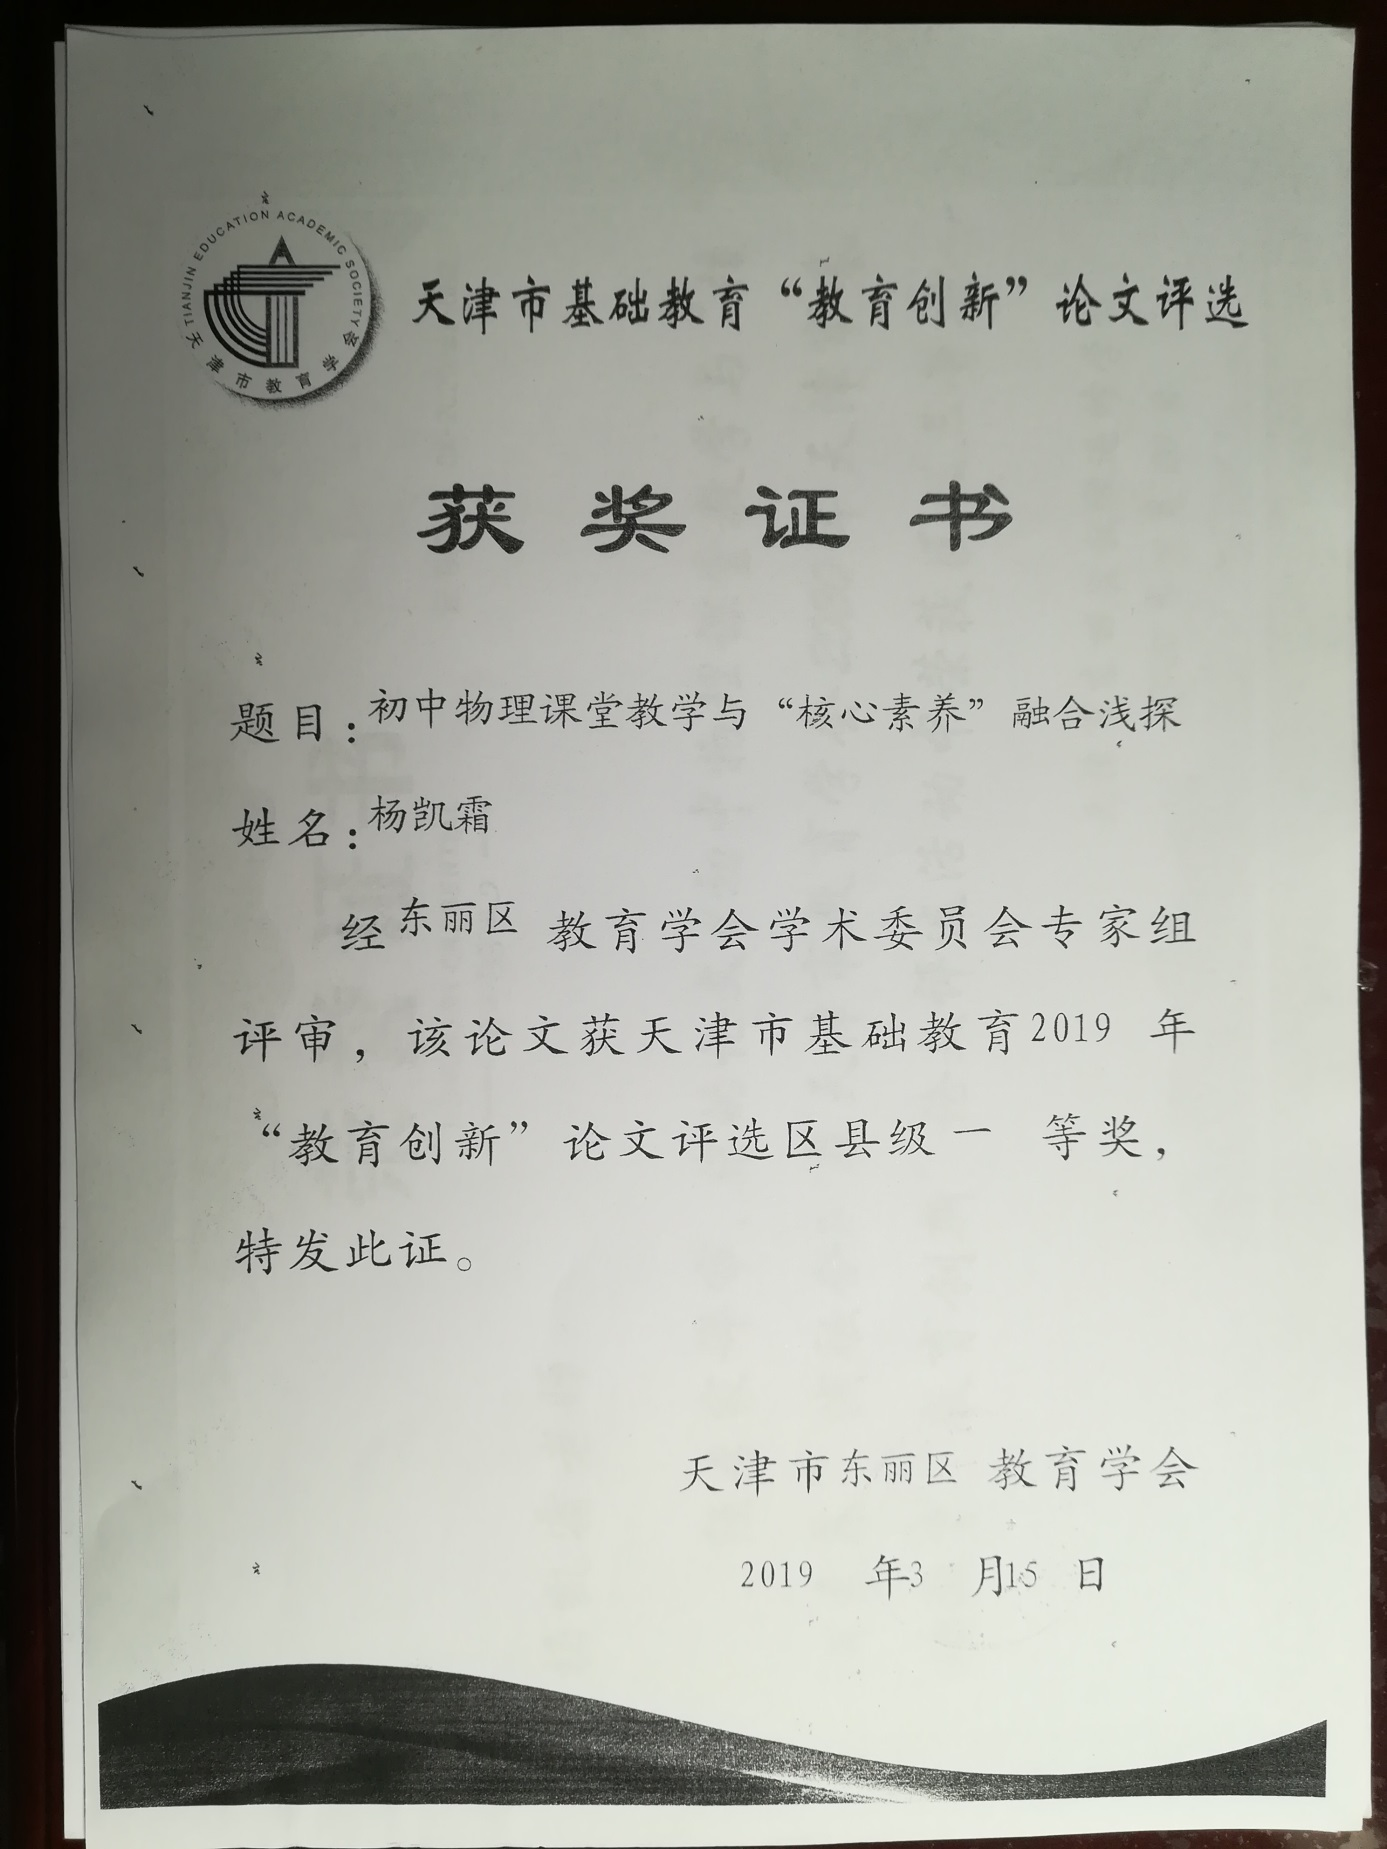 TIANJIN EDUCATION ACADEMIC SOCIETY
天津市教育学会
天津市基础教育“教育创新”论文评选
获奖证书
题目：初中物理课堂教学与“核心素养”融合浅探
姓名：杨凯霜
经东丽区 教育学会学术委员会专家组
评审，该论文获天津市基础教育2019 年
“教育创新”论文评选区县级 一 等奖，
特发此证。
天津市东丽区 教育学会
2019 年3 月15 日